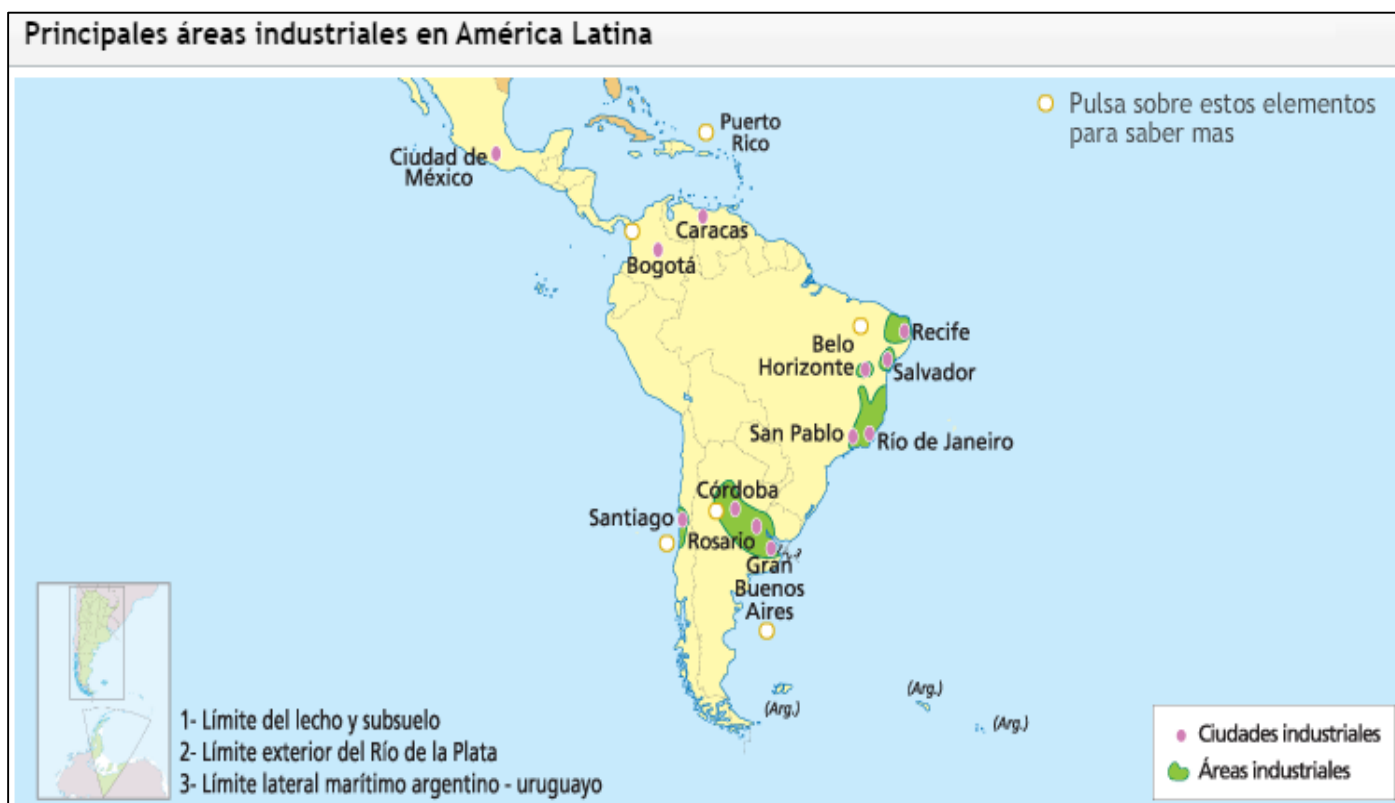 Principales áreas industriales en América Latina
Pulsa sobre estos elementos
para saber mas
Puerto
Rico
Ciudad de
México
Caracas
Bogotá
Recife
Belo
Horizonte
Salvador
San Pablo
Río de Janeiro
Córdoba
Santiago
Rosario
Gran
Buenos
Aires
(Arg.)
(Arg.)
(Arg.)
1- Límite del lecho y subsuelo
2- Límite exterior del Río de la Plata
3- Límite lateral marítimo argentino - uruguayo
Ciudades industriales
Áreas industriales